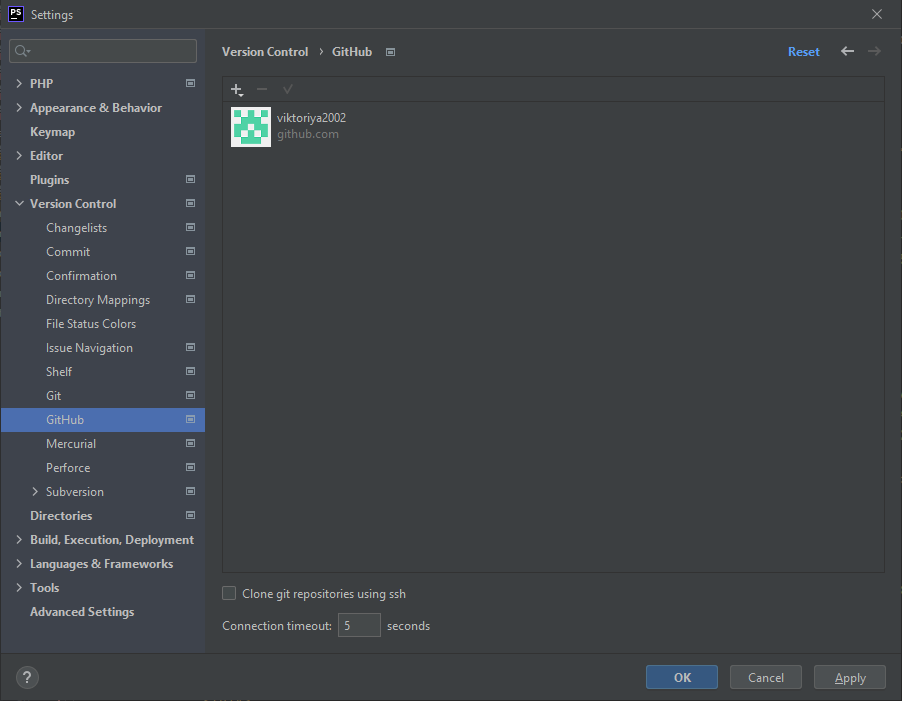 PS Settings
Version Control › GitHub
Reset
PHP
Appearance & Behavior
Keymap
Editor
Plugins
Version Control
Changelists
Commit
Confirmation
Directory Mappings
File Status Colors
Issue Navigation
Shelf
Git
GitHub
Mercurial
Perforce
Subversion
Directories
Build, Execution, Deployment
Languages & Frameworks
Tools
Advanced Settings
viktoriya2002
github.com
Clone git repositories using ssh
Connection timeout: 5 seconds
?
OK
Cancel
Apply